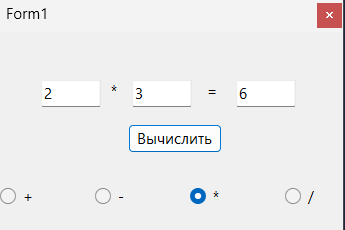 Form1
2 * 3 = 6
Вычислить
+ - * /